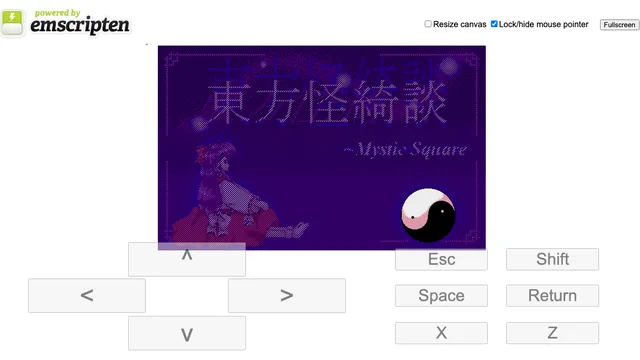 powered by
emscripten
Resize canvas
Lock/hide mouse pointer
Fullscreen
東方怪綺談
~Mystic Square
^
Esc
Shift
<
>
Space
Return
v
X
Z